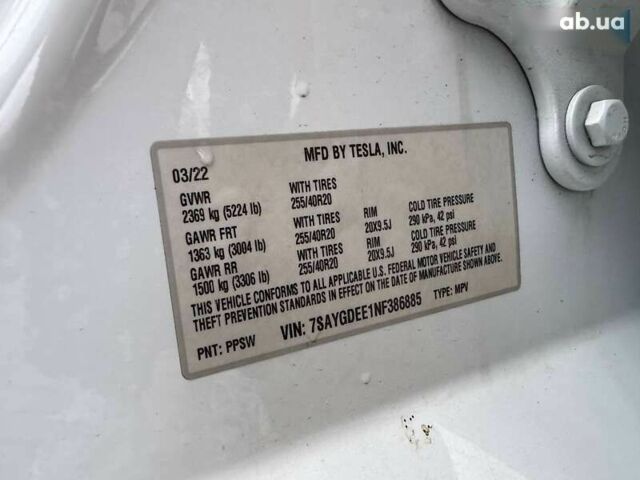 ab.ua
MFD BY TESLA, INC.
03/22
GVWR WITH TIRES
2369 kg (5224 lb) 255/40R20
GAWR FRT WITH TIRES RIM COLD TIRE PRESSURE
1363 kg (3004 lb) 255/40R20 20X9.5J 290 kPa, 42 psi
GAWR RR WITH TIRES RIM COLD TIRE PRESSURE
1500 kg (3306 lb) 255/40R20 20X9.5J 290 kPa, 42 psi
THIS VEHICLE CONFORMS TO ALL APPLICABLE U.S. FEDERAL MOTOR VEHICLE SAFETY AND
THEFT PREVENTION STANDARDS IN EFFECT ON THE DATE OF MANUFACTURE SHOWN ABOVE.
PNT: PPSW VIN: 7SAYGDEE1NF386885 TYPE: MPV